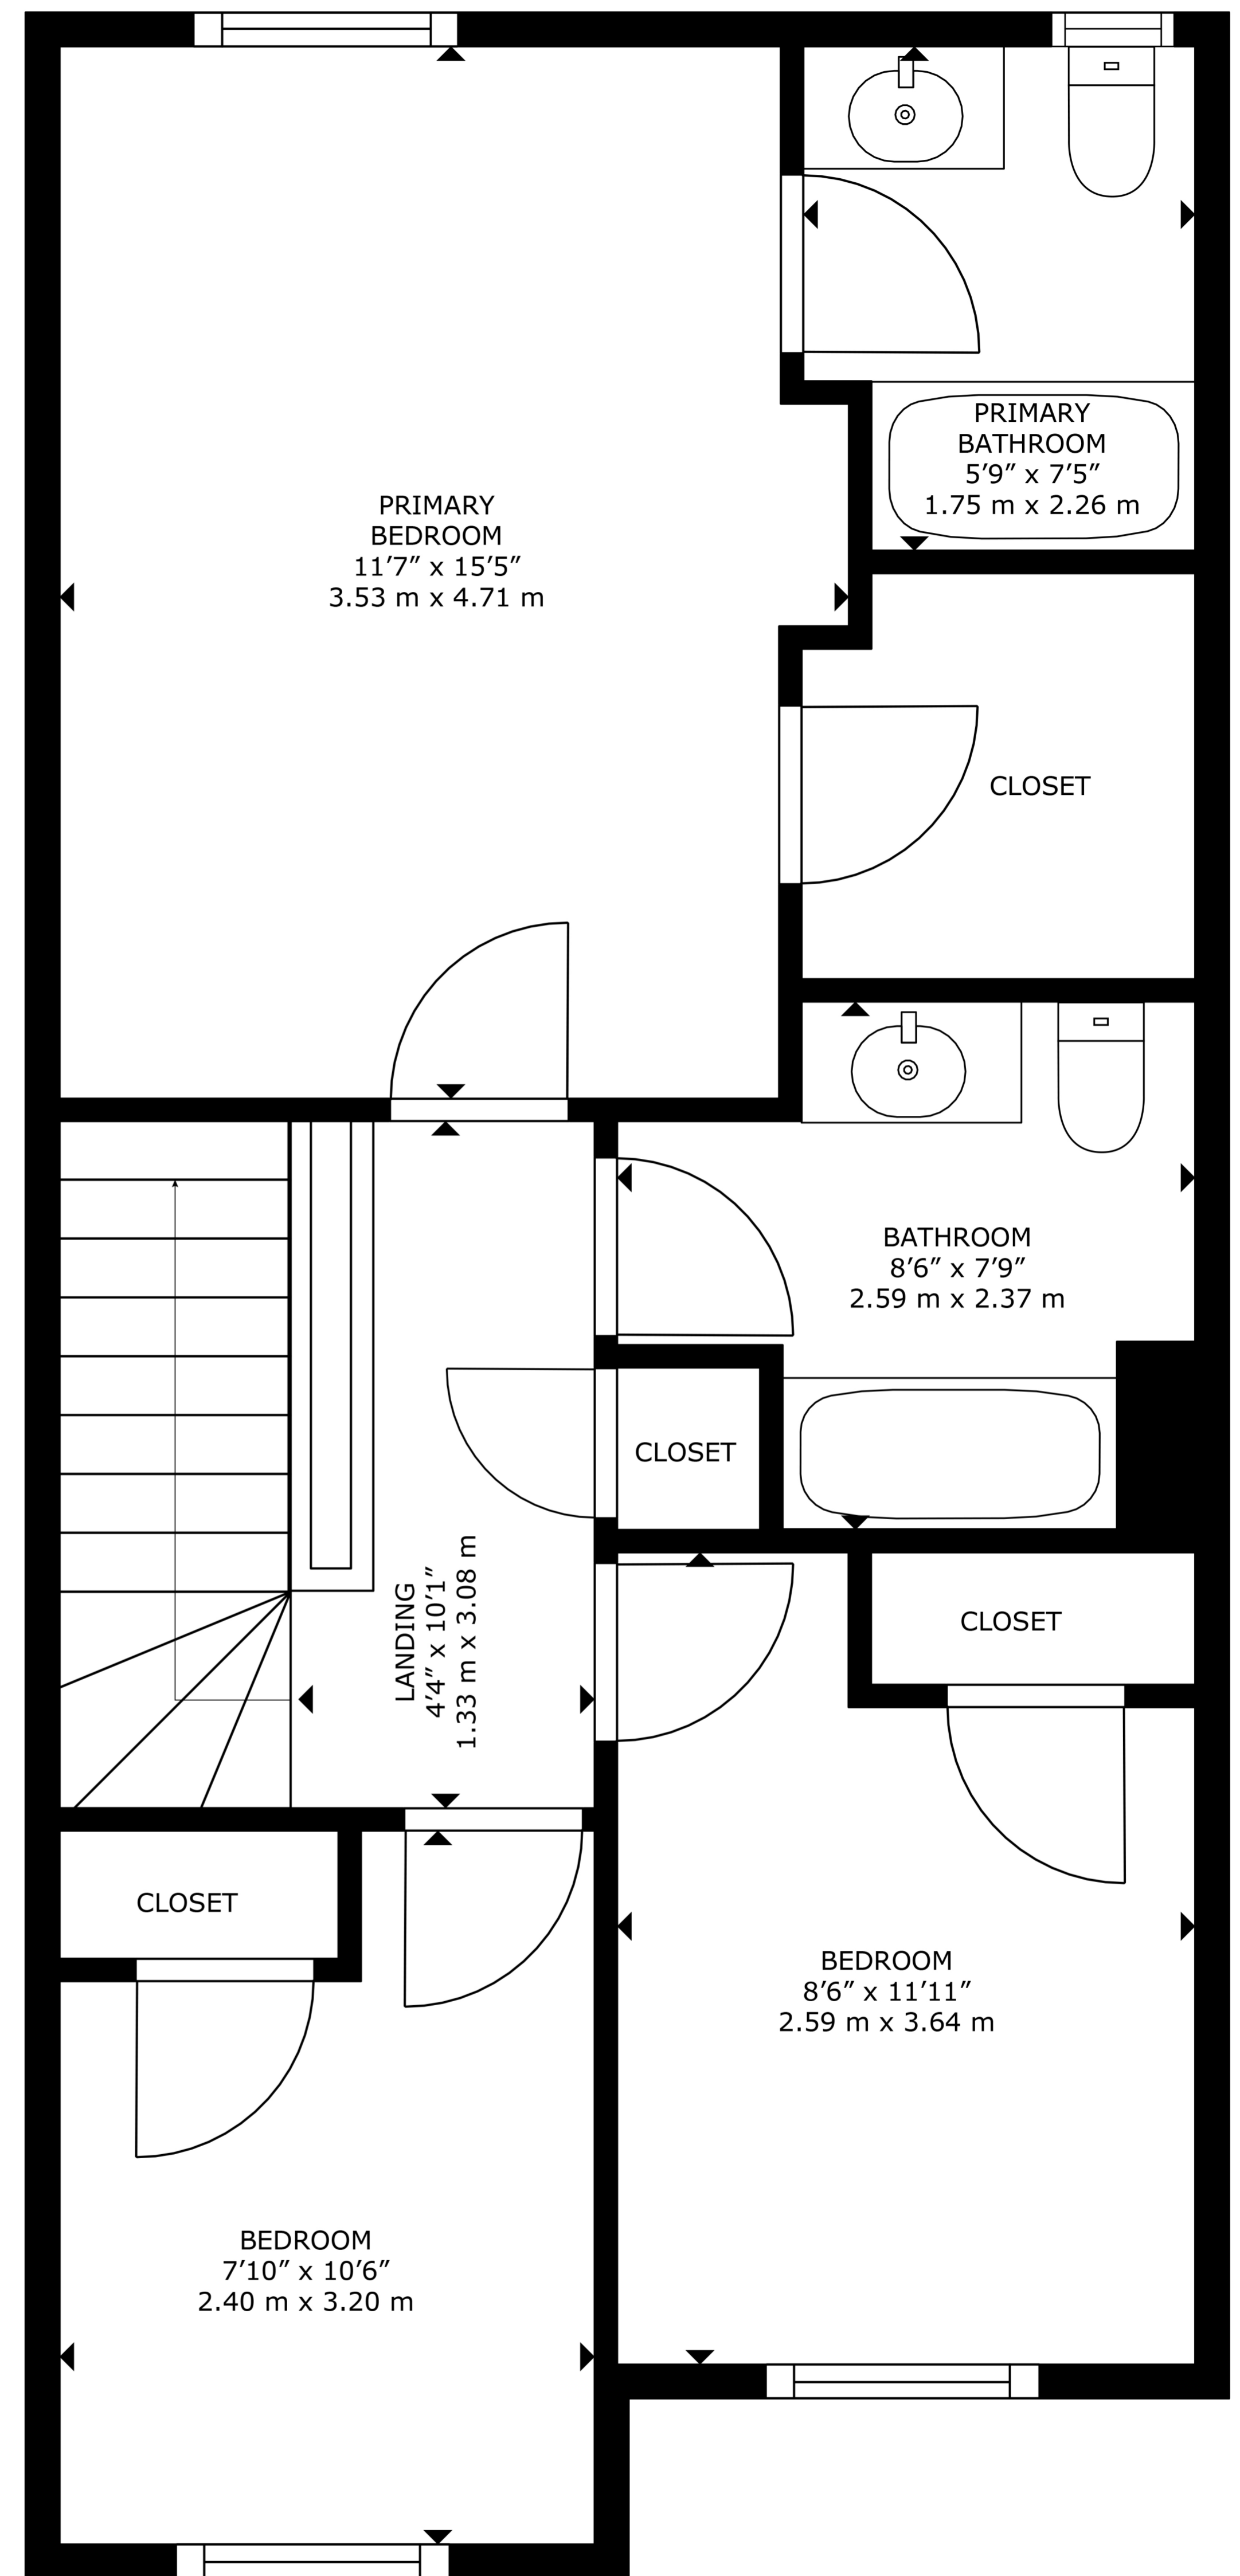 PRIMARY
BATHROOM
5′9″ x 7′5″
1.75 m x 2.26 m
PRIMARY
BEDROOM
11′7″ x 15′5″
3.53 m x 4.71 m
CLOSET
BATHROOM
8′6″ x 7′9″
2.59 m x 2.37 m
CLOSET
LANDING
4′4″ x 10′1″
1.33 m x 3.08 m
CLOSET
CLOSET
BEDROOM
8′6″ x 11′11″
2.59 m x 3.64 m
BEDROOM
7′10″ x 10′6″
2.40 m x 3.20 m